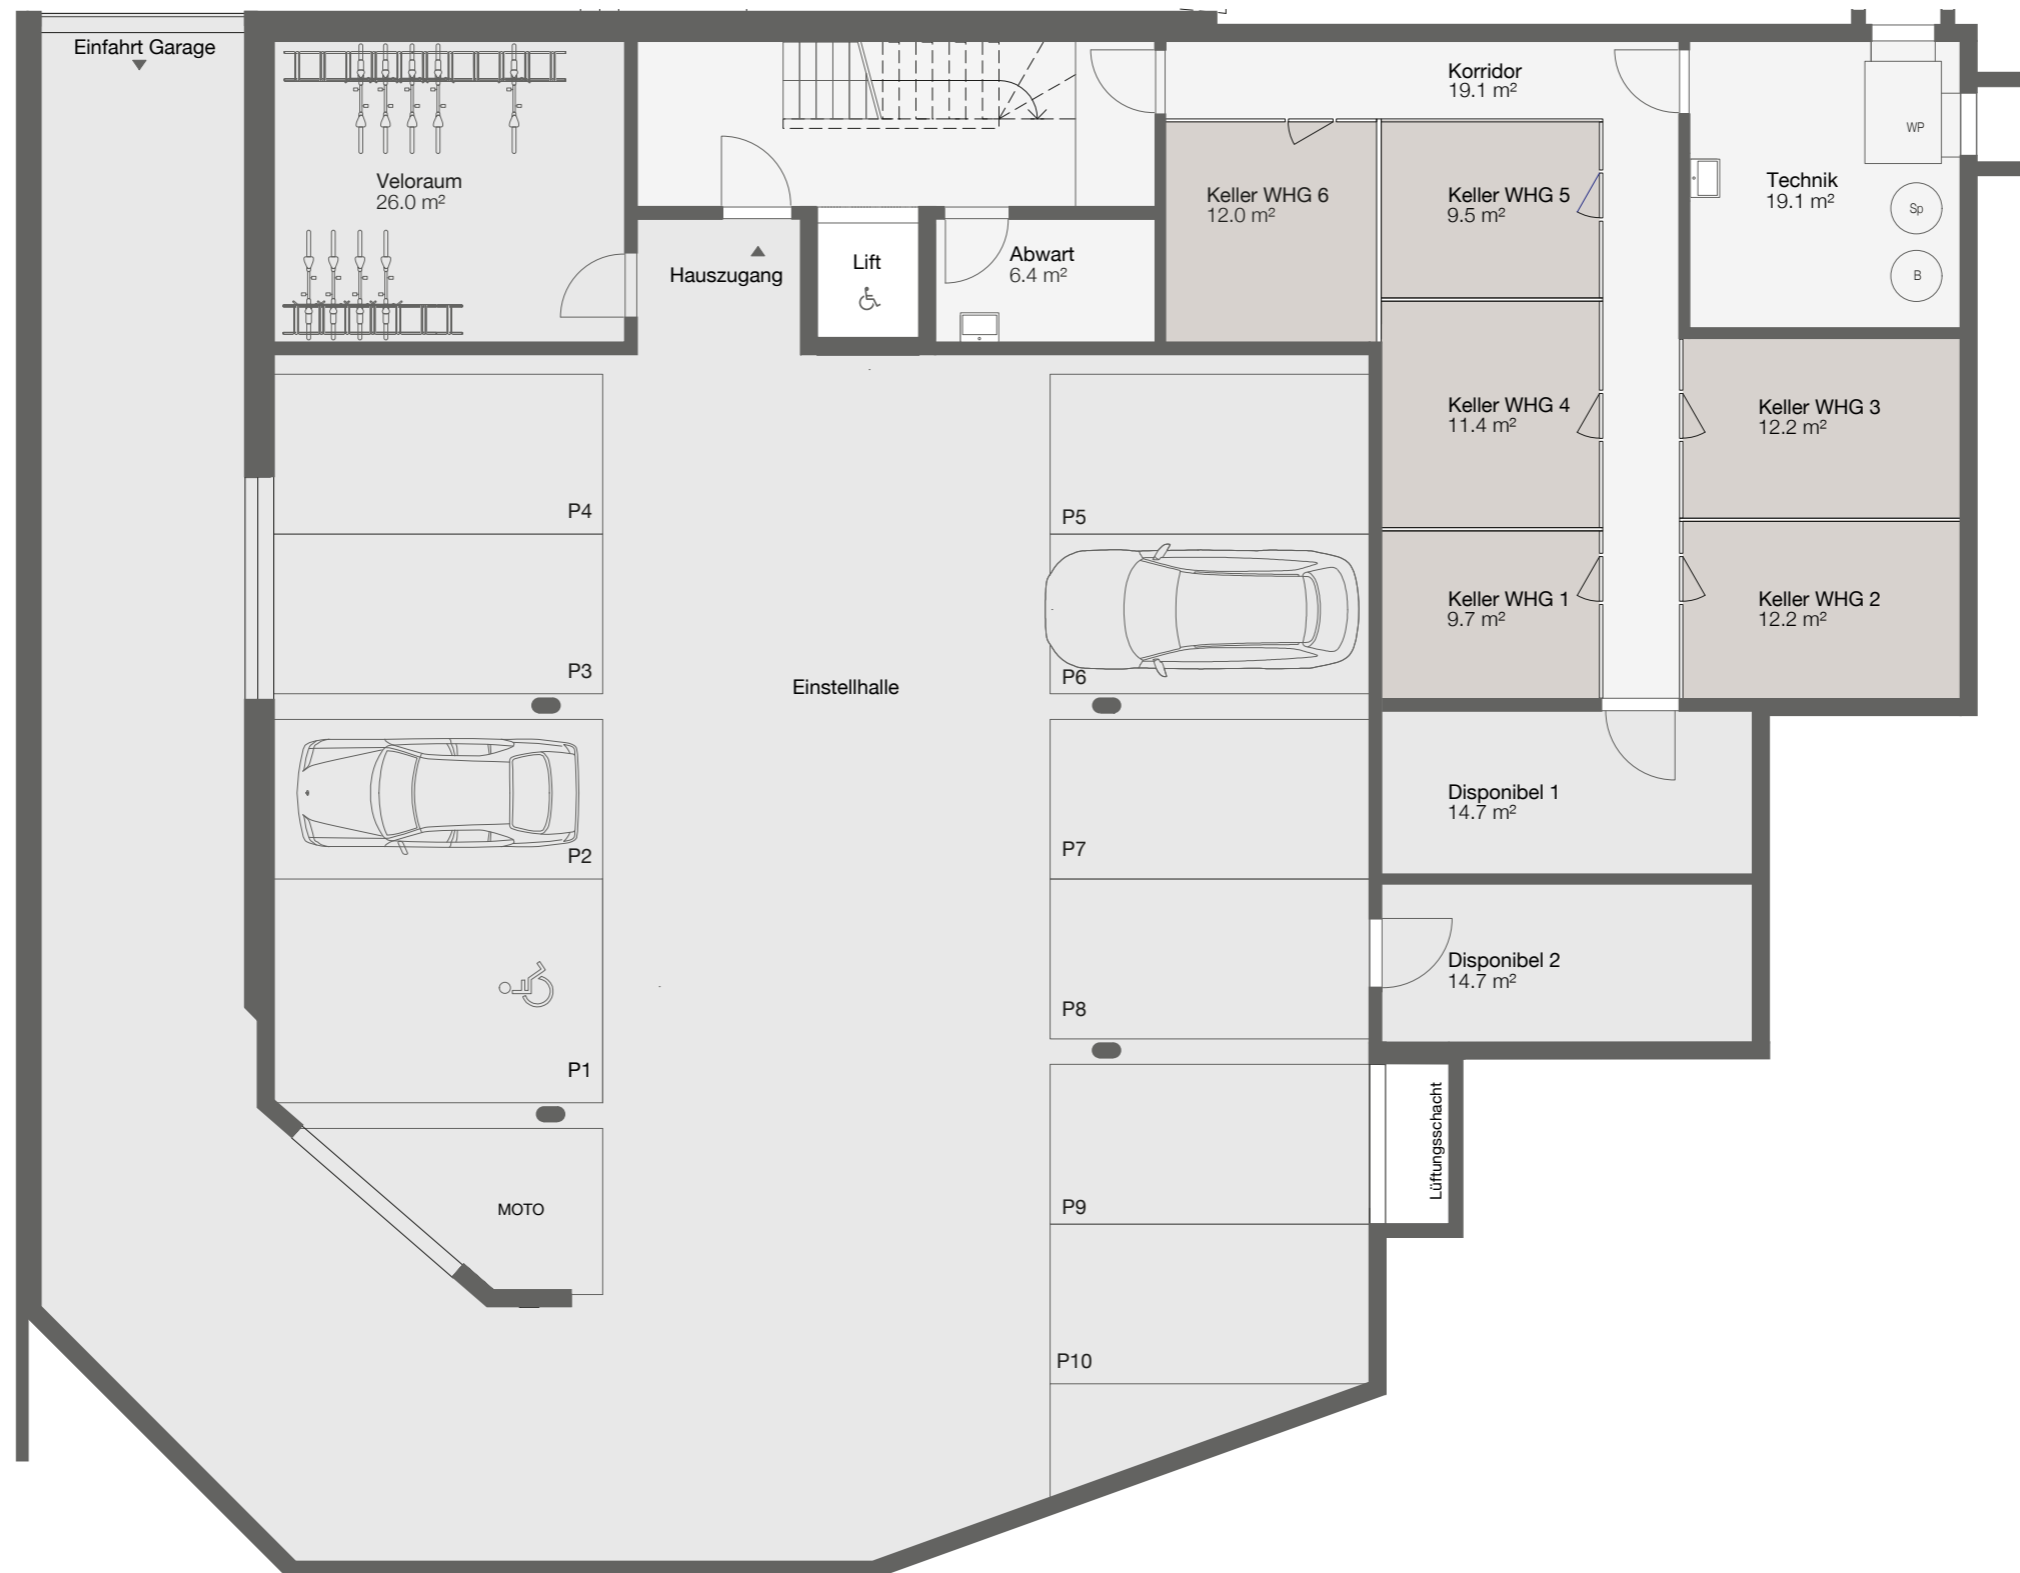 Einfahrt Garage
Korridor
19.1 m²
WP
Veloraum
26.0 m²
Keller WHG 6
12.0 m²
Keller WHG 5
9.5 m²
Technik
19.1 m²
Sp
Hauszugang
Lift
Abwart
6.4 m²
B
Keller WHG 4
11.4 m²
Keller WHG 3
12.2 m²
P4
P5
Keller WHG 1
9.7 m²
Keller WHG 2
12.2 m²
P3
P6
Einstellhalle
Disponibel 1
14.7 m²
P2
P7
Disponibel 2
14.7 m²
P8
P1
Lüftungsschacht
MOTO
P9
P10